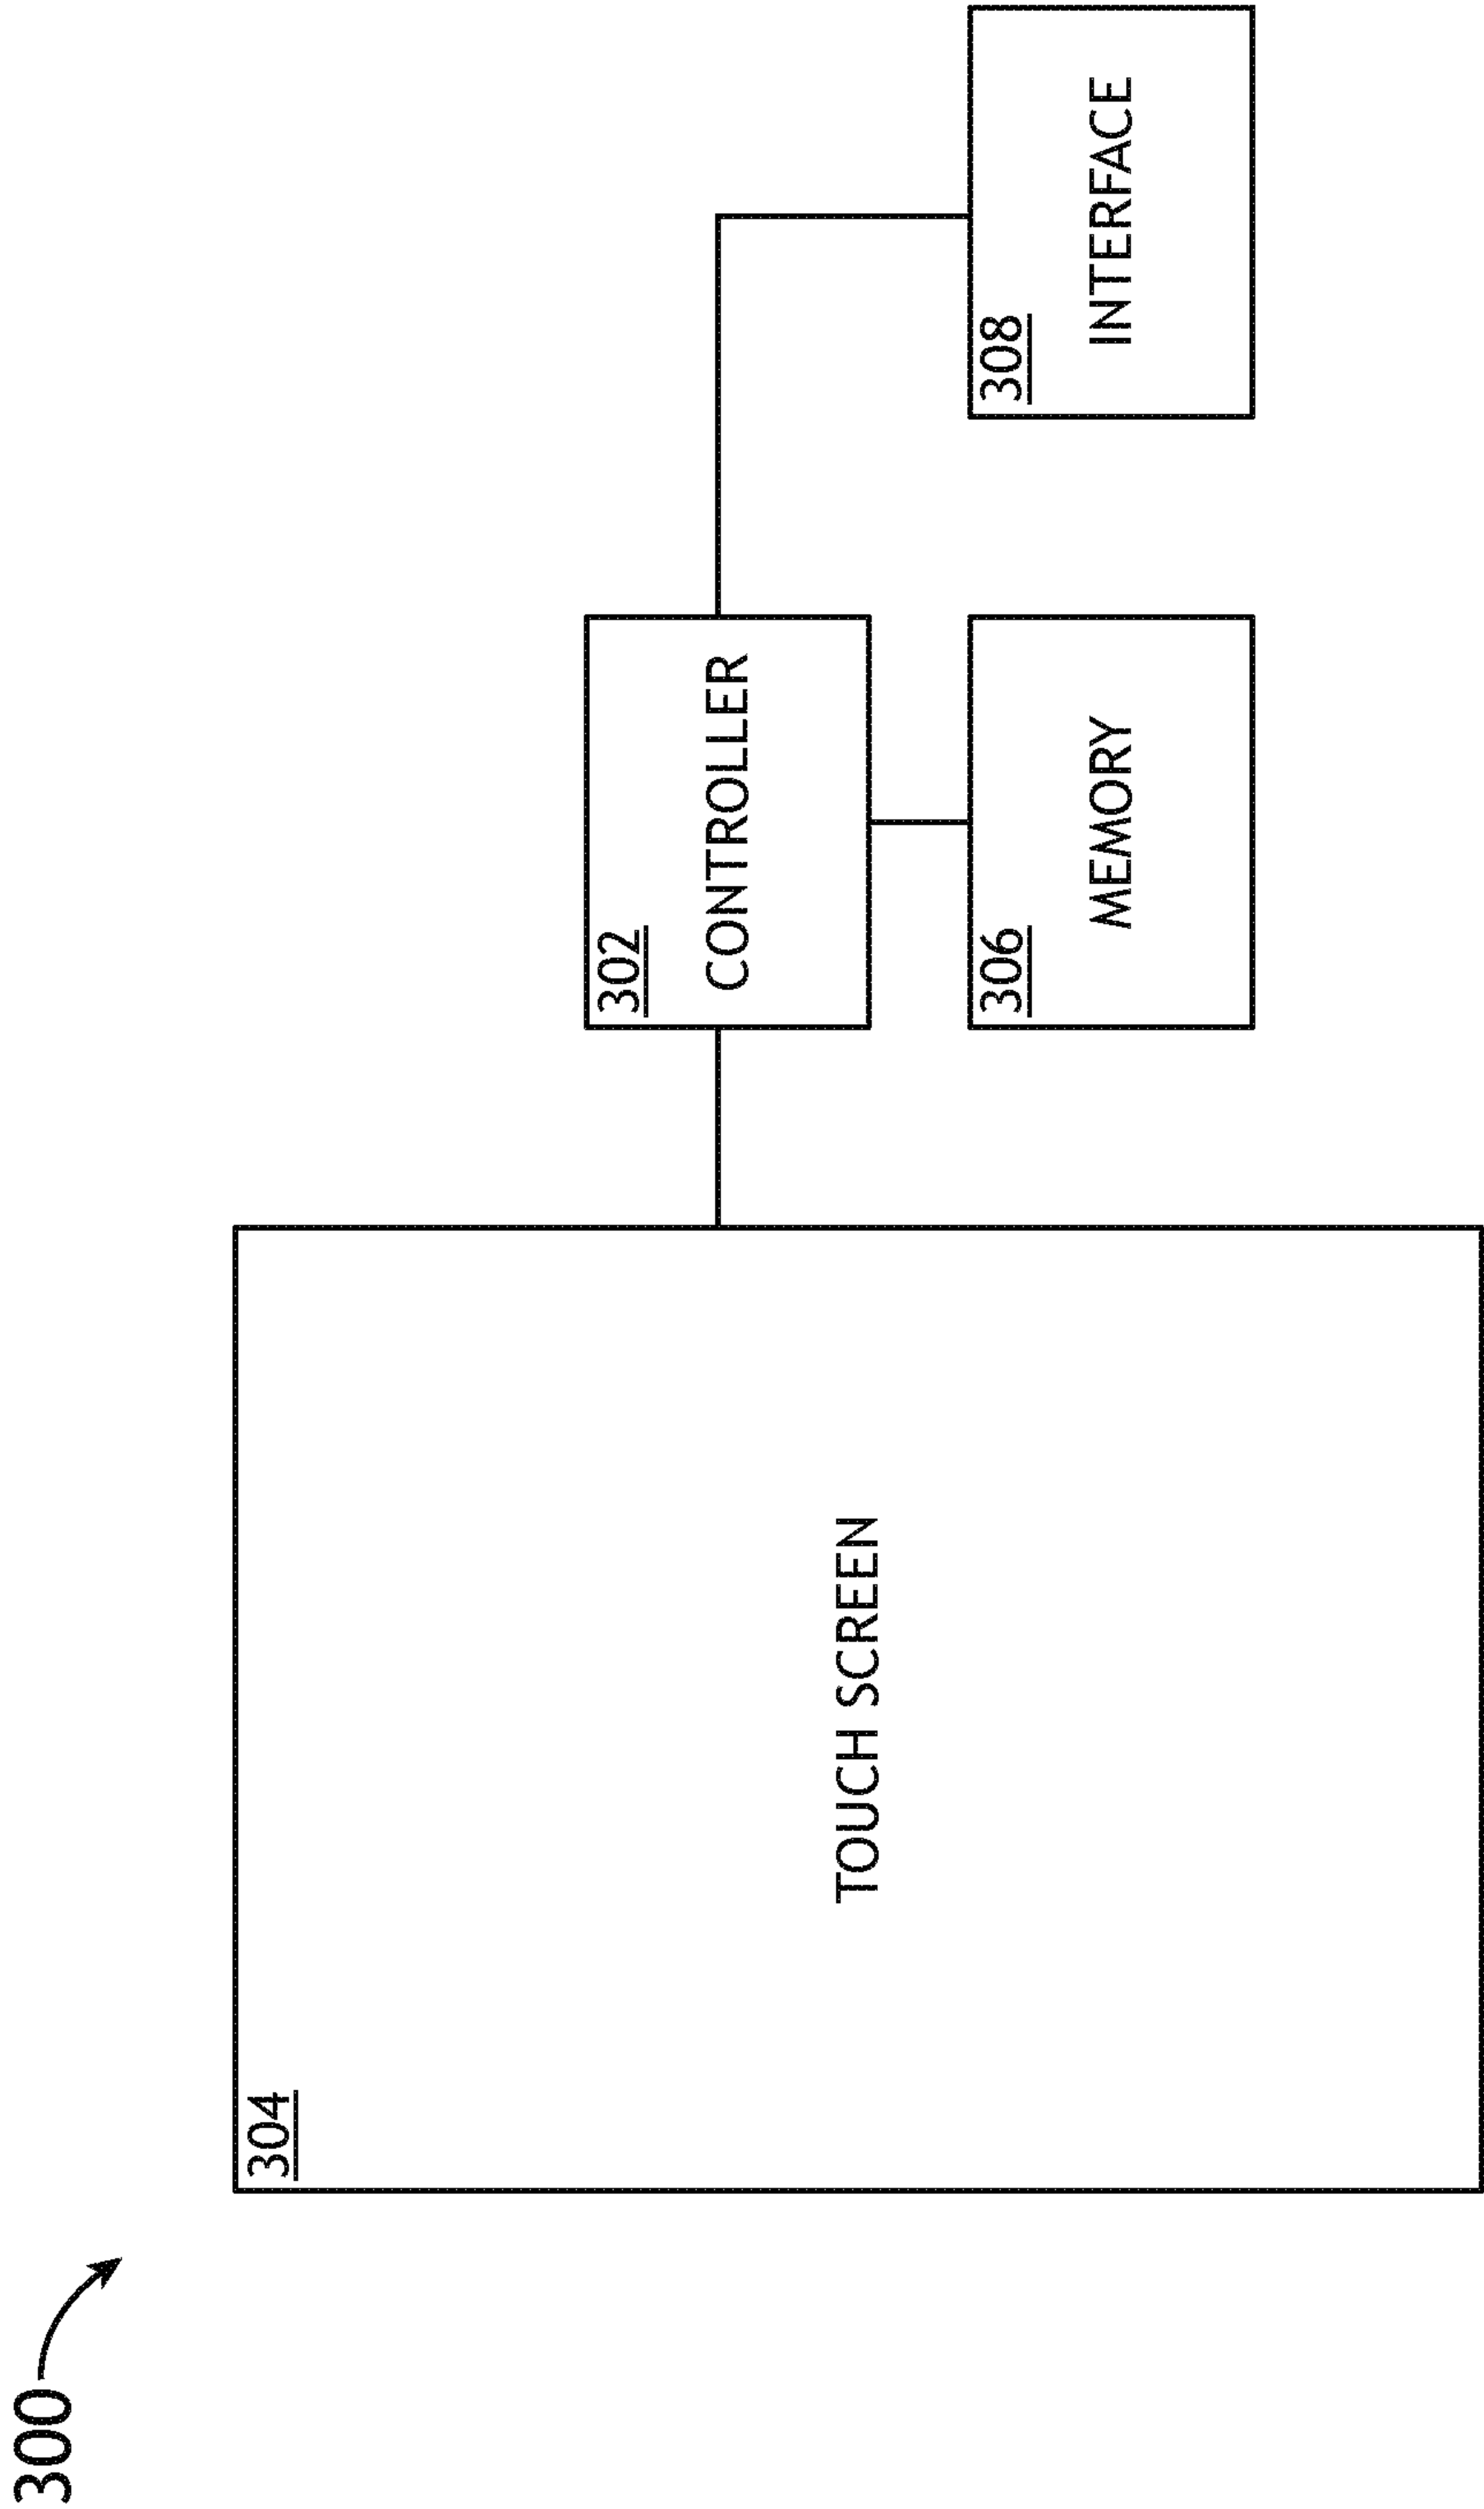 300
304
TOUCH SCREEN
302
CONTROLLER
306
MEMORY
308
INTERFACE